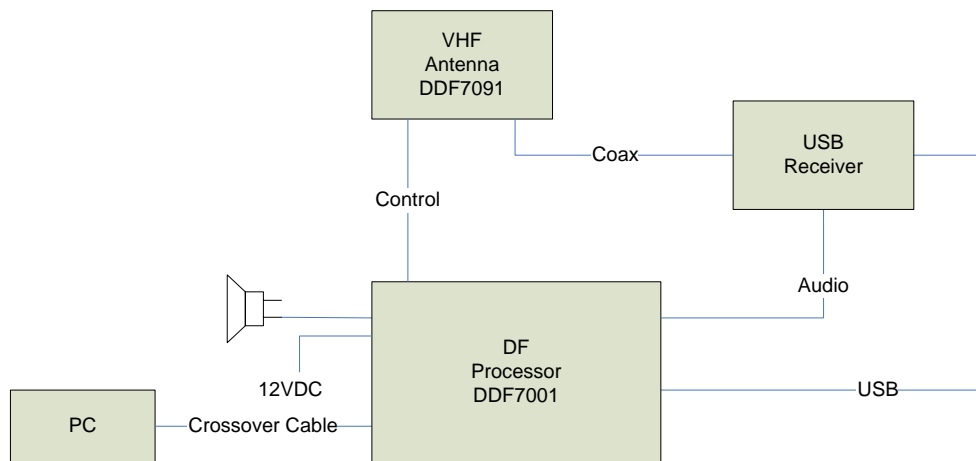 VHF
Antenna
DDF7091
USB
Receiver
Coax
Control
Audio
DF
Processor
DDF7001
12VDC
USB
PC
Crossover Cable